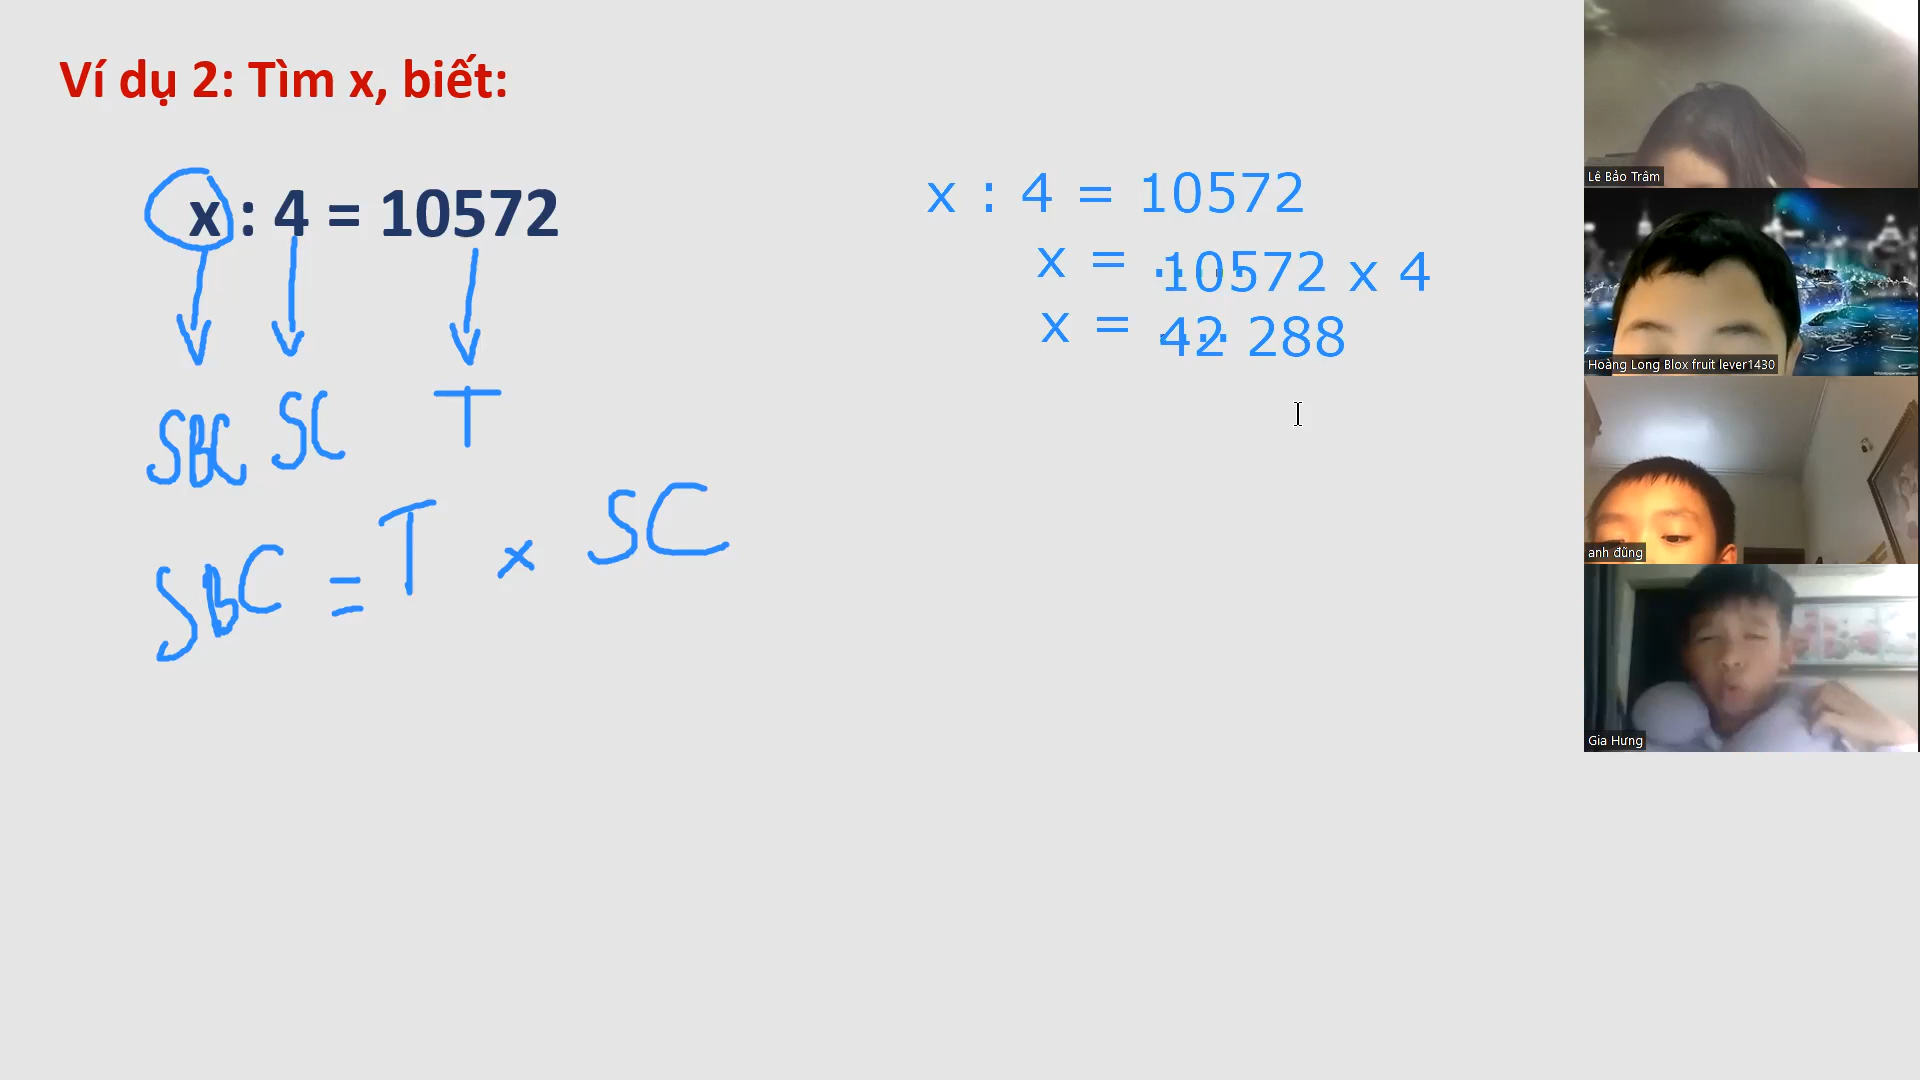 Ví dụ 2: Tìm x, biết:
x : 4 = 10572
SBC SC T
SBC = T x SC
x : 4 = 10572
x = ..... 10572 x 4
x = .... 42 288
Lê Bảo Trâm
Hoàng Long Blox fruit lever1430
anh đũng
Gia Hưng